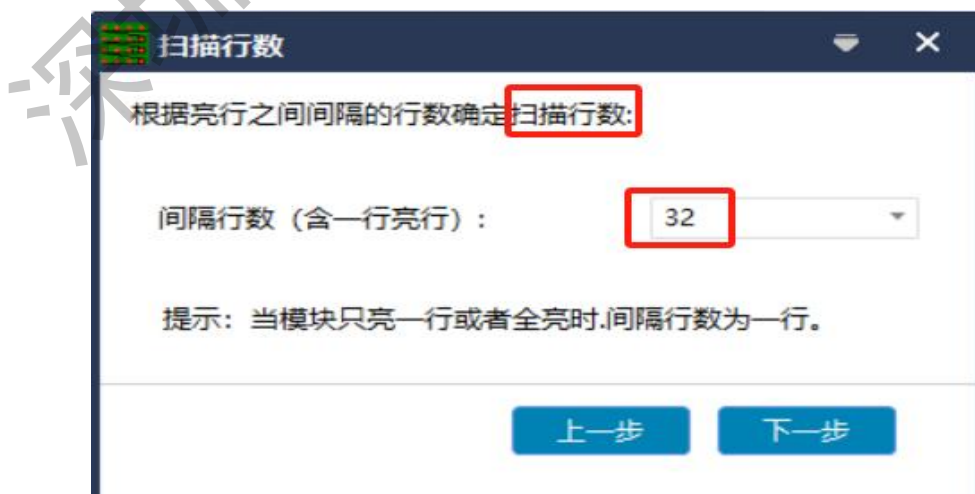 深圳
扫描行数
根据亮行之间间隔的行数确定扫描行数:
间隔行数（含一行亮行）：
32
提示：当模块只亮一行或者全亮时.间隔行数为一行。
上一步
下一步